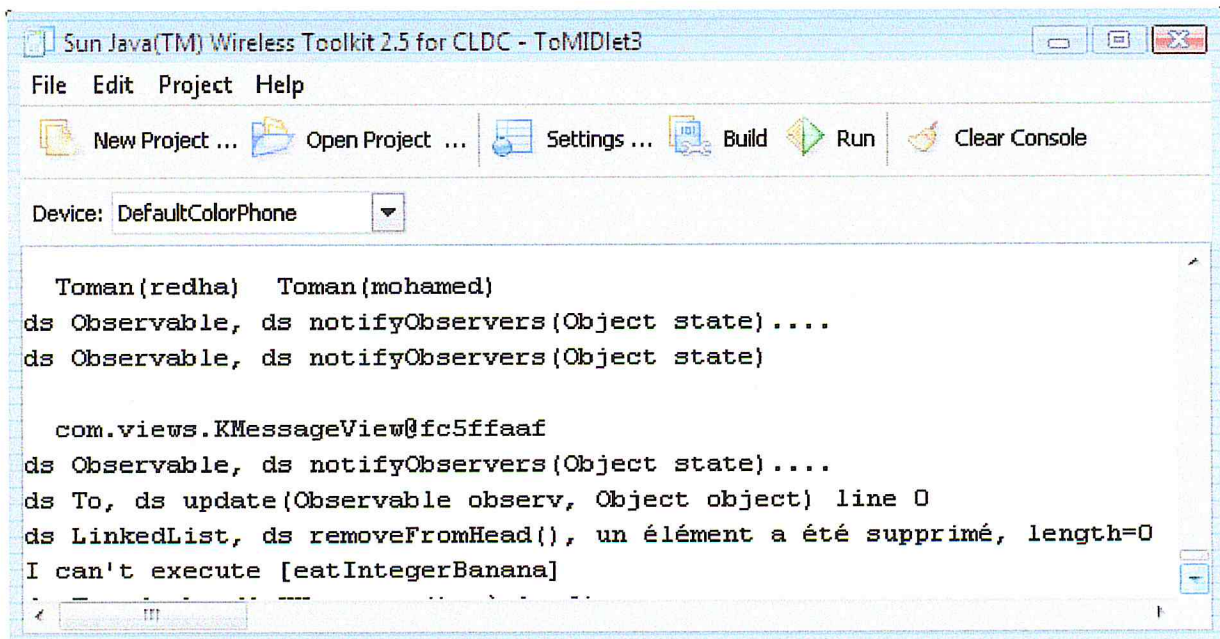 Sun Java(TM) Wireless Toolkit 2.5 for CLDC - ToMIDlet3
File Edit Project Help
New Project ... Open Project ... Settings ... Build Run Clear Console
Device: DefaultColorPhone
Toman(redha) Toman(mohamed)
ds Observable, ds notifyObservers(Object state)....
ds Observable, ds notifyObservers(Object state)
com.views.KMessageView@fc5ffaaf
ds Observable, ds notifyObservers(Object state)....
ds To, ds update(Observable observ, Object object) line 0
ds LinkedList, ds removeFromHead(), un élément a été supprimé, length=0
I can't execute [eatIntegerBanana]